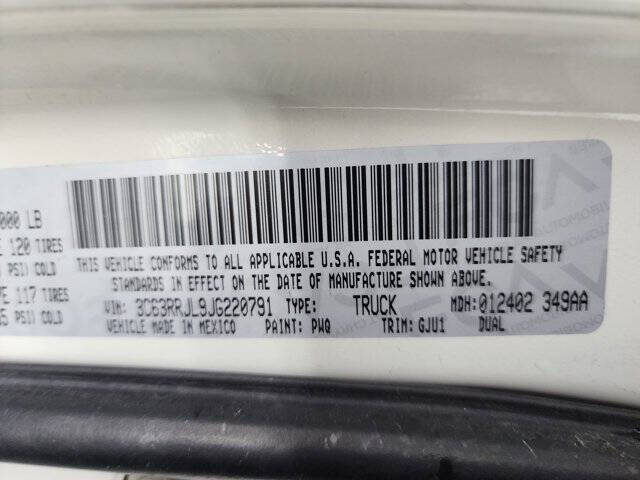 000 LB
120 TIRES
PSI COLD
117 TIRES
PSI COLD
THIS VEHICLE CONFORMS TO ALL APPLICABLE U.S.A. FEDERAL MOTOR VEHICLE SAFETY
STANDARDS IN EFFECT ON THE DATE OF MANUFACTURE SHOWN ABOVE.
VIN: 3C63RRJL9JG220791 TYPE: TRUCK MDH: 012402 349AA
VEHICLE MADE IN MEXICO PAINT: PWQ TRIM: GJU1 DUAL